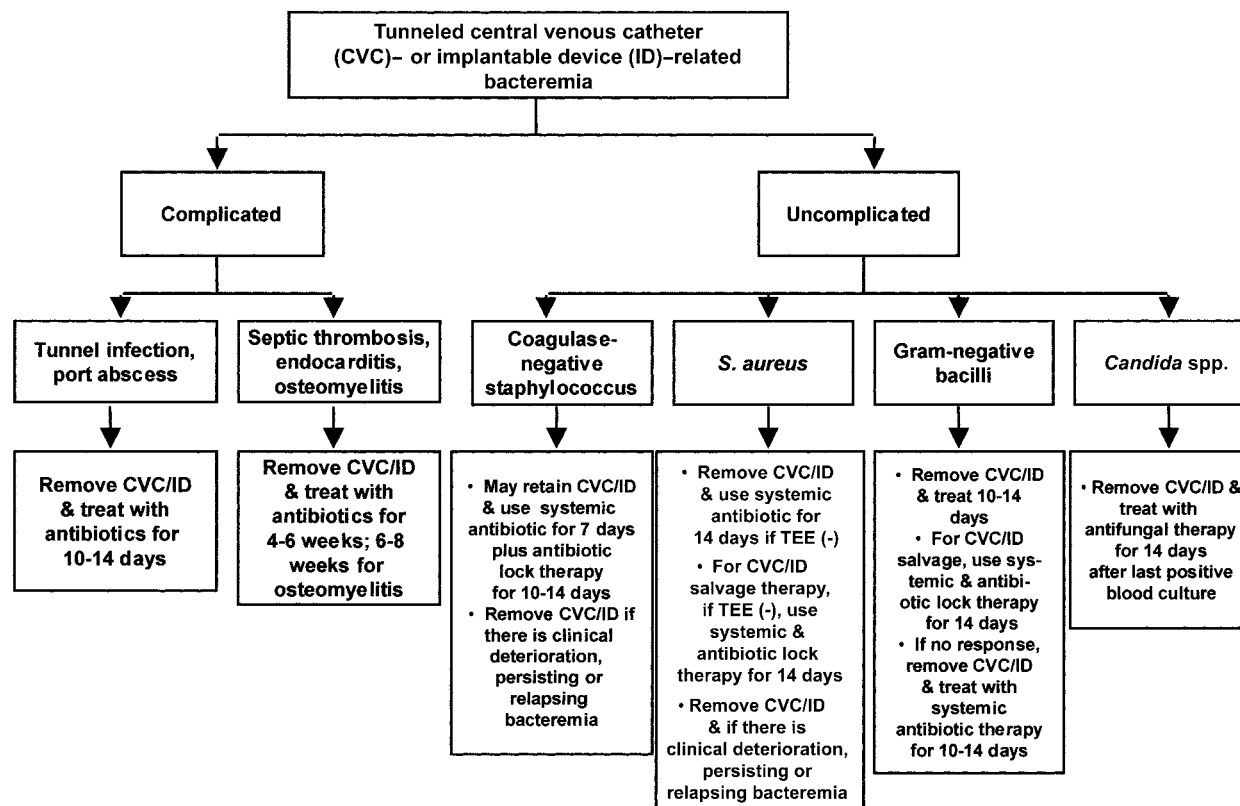 Tunneled central venous catheter
(CVC)– or implantable device (ID)–related
bacteremia
Complicated
Uncomplicated
Tunnel infection,
port abscess
Septic thrombosis,
endocarditis,
osteomyelitis
Coagulase-
negative
staphylococcus
S. aureus
Gram-negative
bacilli
Candida spp.
Remove CVC/ID
& treat with
antibiotics for
10-14 days
Remove CVC/ID
& treat with
antibiotics for
4-6 weeks; 6-8
weeks for
osteomyelitis
• May retain CVC/ID
& use systemic
antibiotic for 7 days
plus antibiotic
lock therapy
for 10-14 days
• Remove CVC/ID if
there is clinical
deterioration,
persisting or
relapsing
bacteremia
• Remove CVC/ID
& use systemic
antibiotic for
14 days if TEE (-)
• For CVC/ID
salvage therapy,
if TEE (-), use
systemic &
antibiotic lock
therapy for 14 days
• Remove CVC/ID
& if there is
clinical deterioration,
persisting or
relapsing bacteremia
• Remove CVC/ID
& treat 10-14
days
• For CVC/ID
salvage, use sys-
temic & antibi-
otic lock therapy
for 14 days
• If no response,
remove CVC/ID
& treat with
systemic
antibiotic therapy
for 10-14 days
• Remove CVC/ID &
treat with
antifungal therapy
for 14 days
after last positive
blood culture